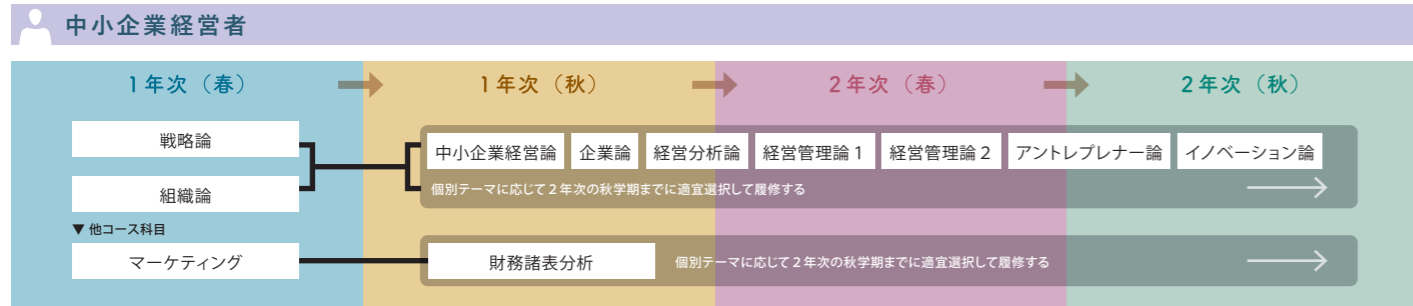 中小企業経営者
1年次（春） 1年次（秋） 2年次（春） 2年次（秋）
戦略論
組織論
中小企業経営論 企業論 経営分析論 経営管理論1 経営管理論2 アントレプレナー論 イノベーション論
個別テーマに応じて2年次の秋学期までに適宜選択して履修する
▼他コース科目
マーケティング 財務諸表分析 個別テーマに応じて2年次の秋学期までに適宜選択して履修する